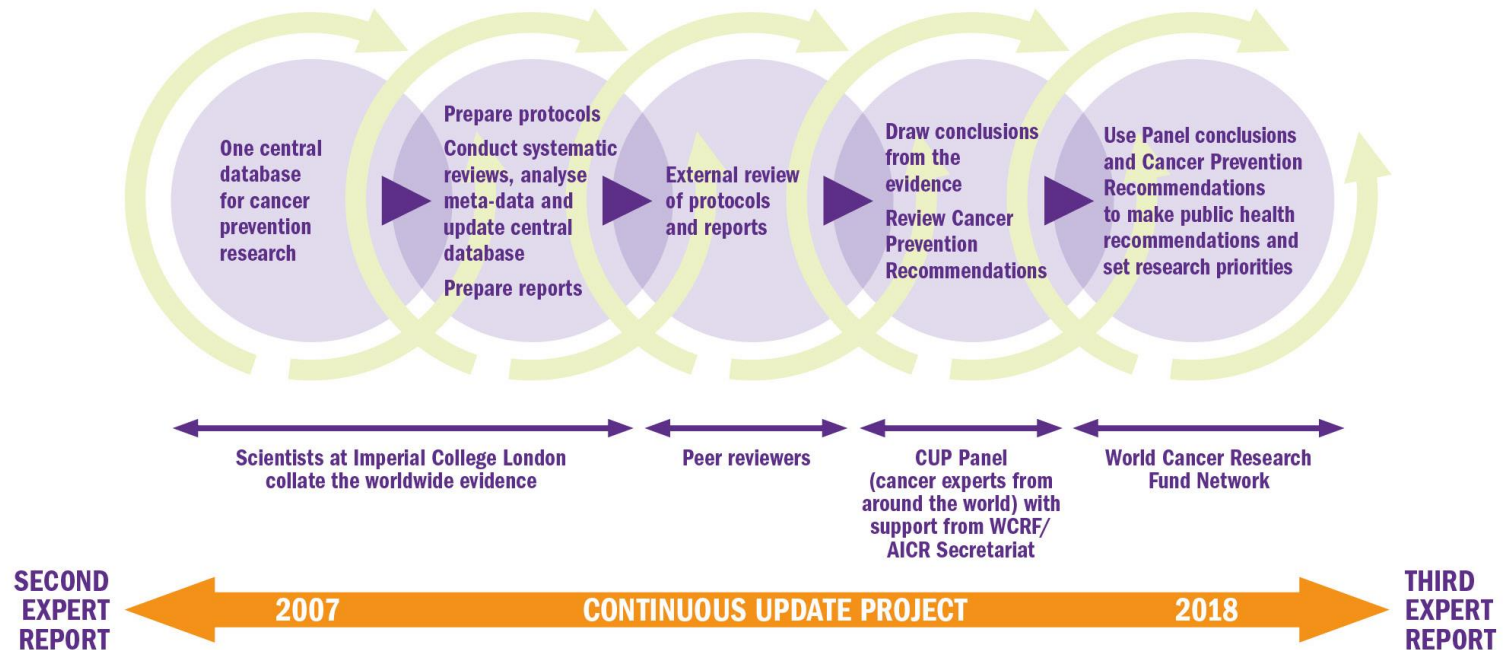 One central
database
for cancer
prevention
research
Prepare protocols
Conduct systematic
reviews, analyse
meta-data and
update central
database
Prepare reports
External review
of protocols
and reports
Draw conclusions
from the
evidence
Review Cancer
Prevention
Recommendations
Use Panel conclusions
and Cancer Prevention
Recommendations
to make public health
recommendations and
set research priorities
Scientists at Imperial College London
collate the worldwide evidence
Peer reviewers
CUP Panel
(cancer experts from
around the world) with
support from WCRF/
AICR Secretariat
World Cancer Research
Fund Network
SECOND
EXPERT
REPORT
2007
CONTINUOUS UPDATE PROJECT
2018
THIRD
EXPERT
REPORT